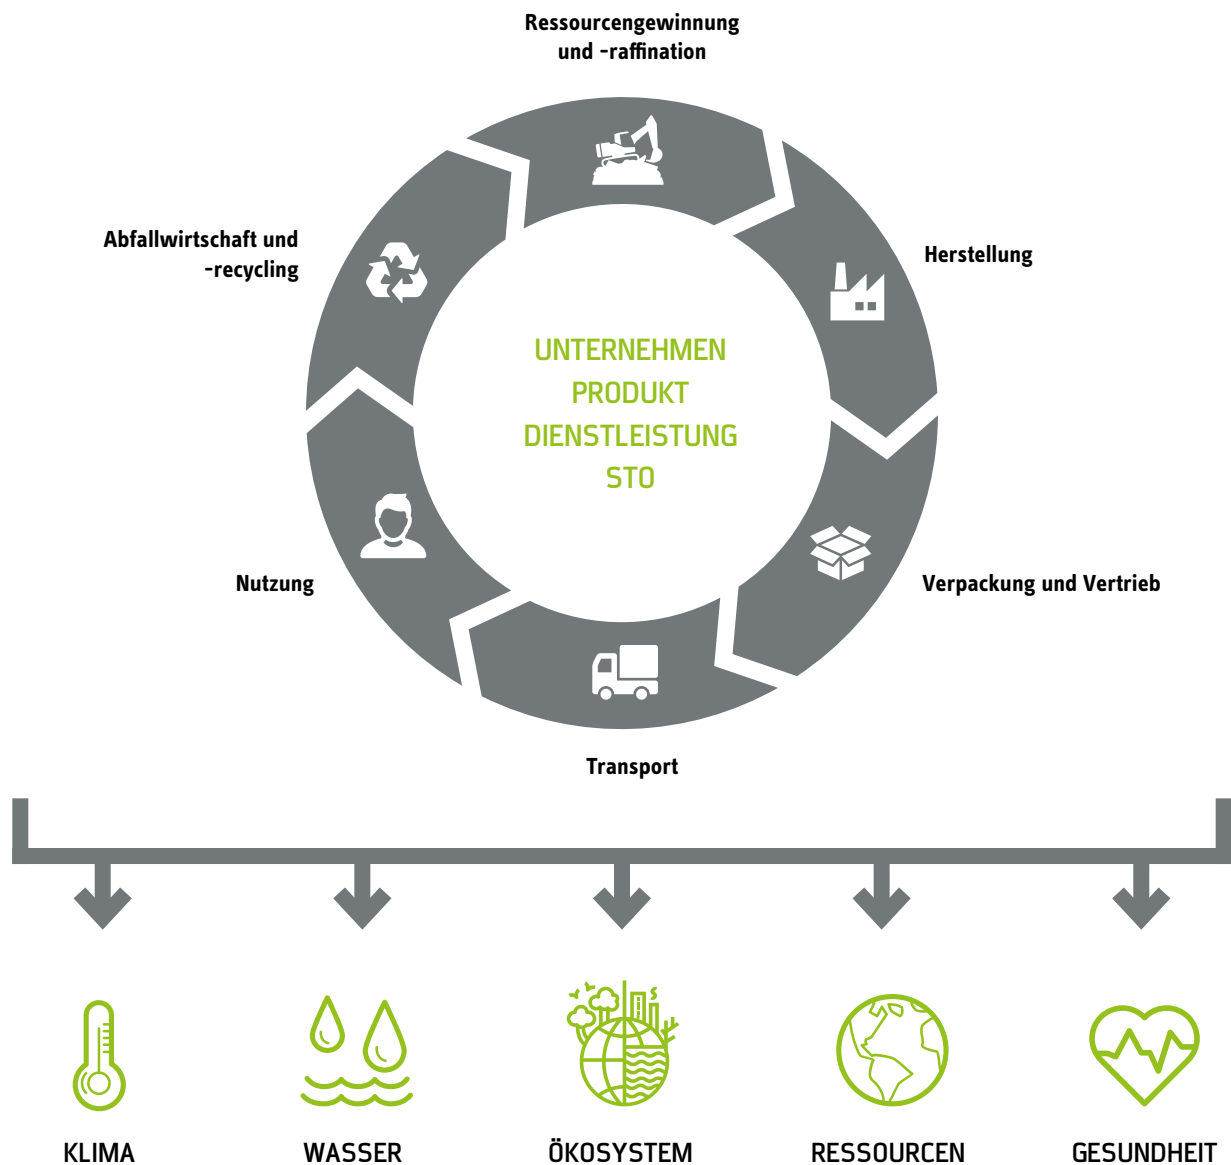 Ressourcengewinnung
und -raffination
Abfallwirtschaft und
-recycling
Herstellung
UNTERNEHMEN
PRODUKT
DIENSTLEISTUNG
STO
Nutzung
Verpackung und Vertrieb
Transport
KLIMA
WASSER
ÖKOSYSTEM
RESSOURCEN
GESUNDHEIT